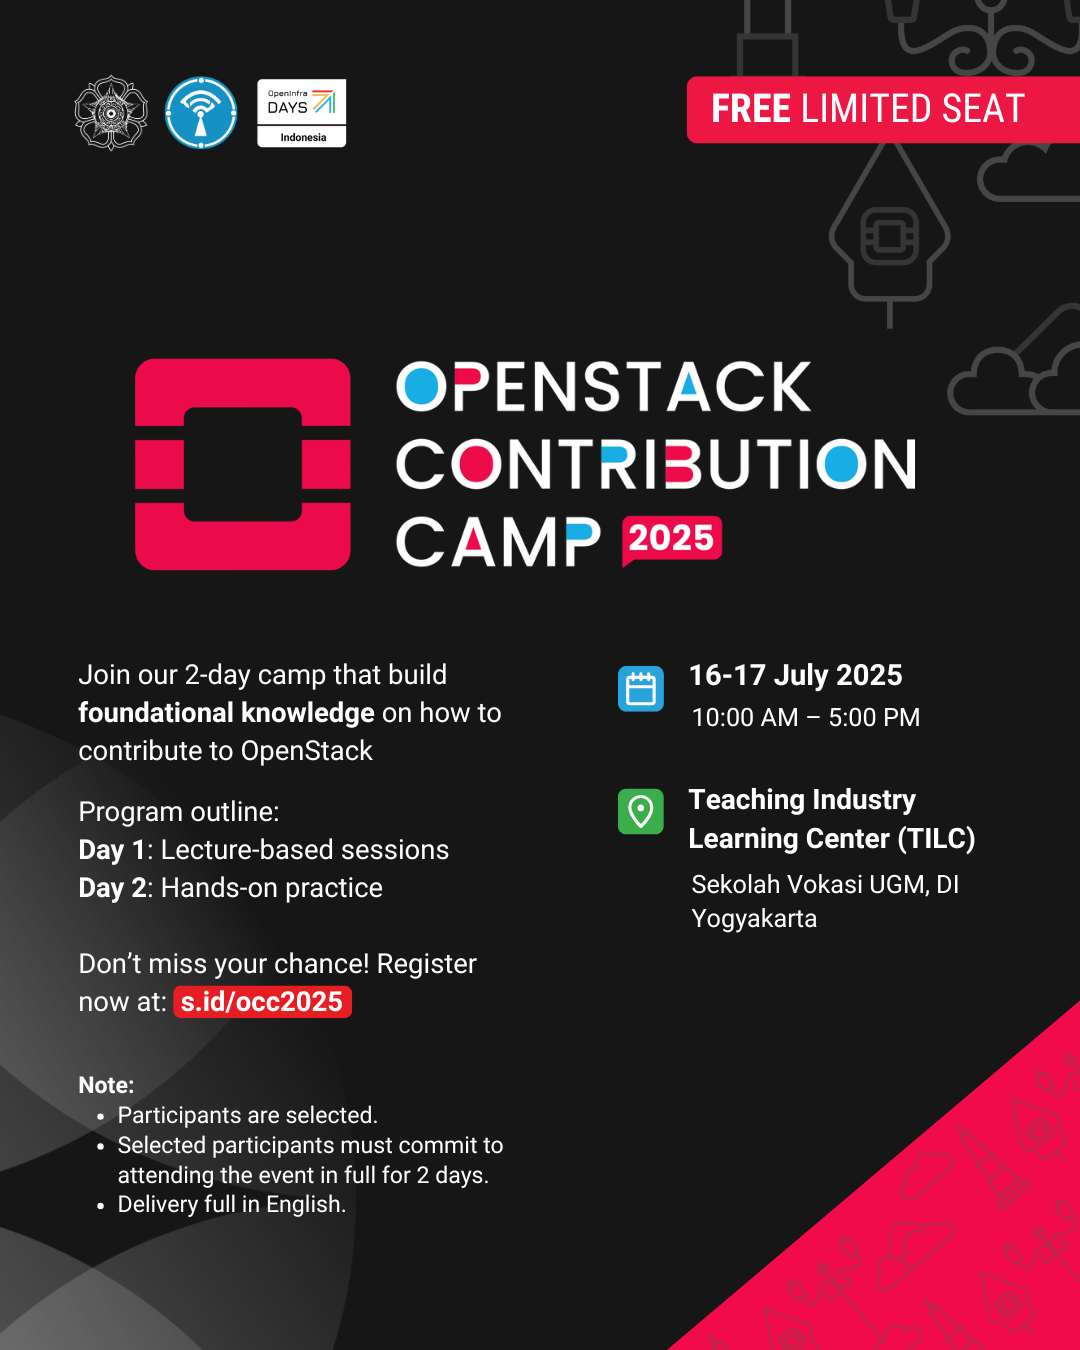 OpenInfra
DAYS
Indonesia
FREE LIMITED SEAT
OPENSTACK
CONTRIBUTION
CAMP 2025
Join our 2-day camp that build
foundational knowledge on how to
contribute to OpenStack
Program outline:
Day 1: Lecture-based sessions
Day 2: Hands-on practice
Don’t miss your chance! Register
now at: s.id/occ2025
Note:
• Participants are selected.
• Selected participants must commit to
attending the event in full for 2 days.
• Delivery full in English.
16-17 July 2025
10:00 AM – 5:00 PM
Teaching Industry
Learning Center (TILC)
Sekolah Vokasi UGM, DI
Yogyakarta